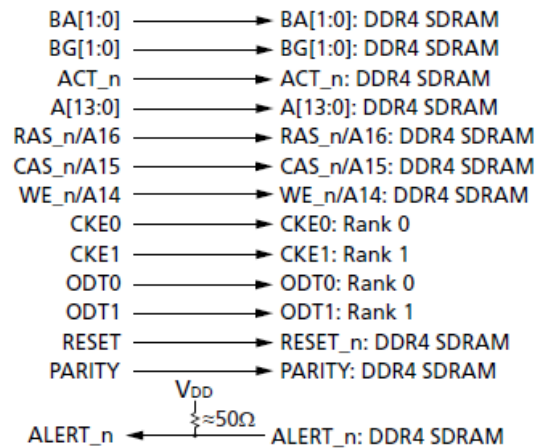 BA[1:0] BA[1:0]: DDR4 SDRAM
BG[1:0] BG[1:0]: DDR4 SDRAM
ACT_n ACT_n: DDR4 SDRAM
A[13:0] A[13:0]: DDR4 SDRAM
RAS_n/A16 RAS_n/A16: DDR4 SDRAM
CAS_n/A15 CAS_n/A15: DDR4 SDRAM
WE_n/A14 WE_n/A14: DDR4 SDRAM
CKE0 CKE0: Rank 0
CKE1 CKE1: Rank 1
ODT0 ODT0: Rank 0
ODT1 ODT1: Rank 1
RESET RESET_n: DDR4 SDRAM
PARITY PARITY: DDR4 SDRAM
VDD
≈50Ω
ALERT_n ALERT_n: DDR4 SDRAM